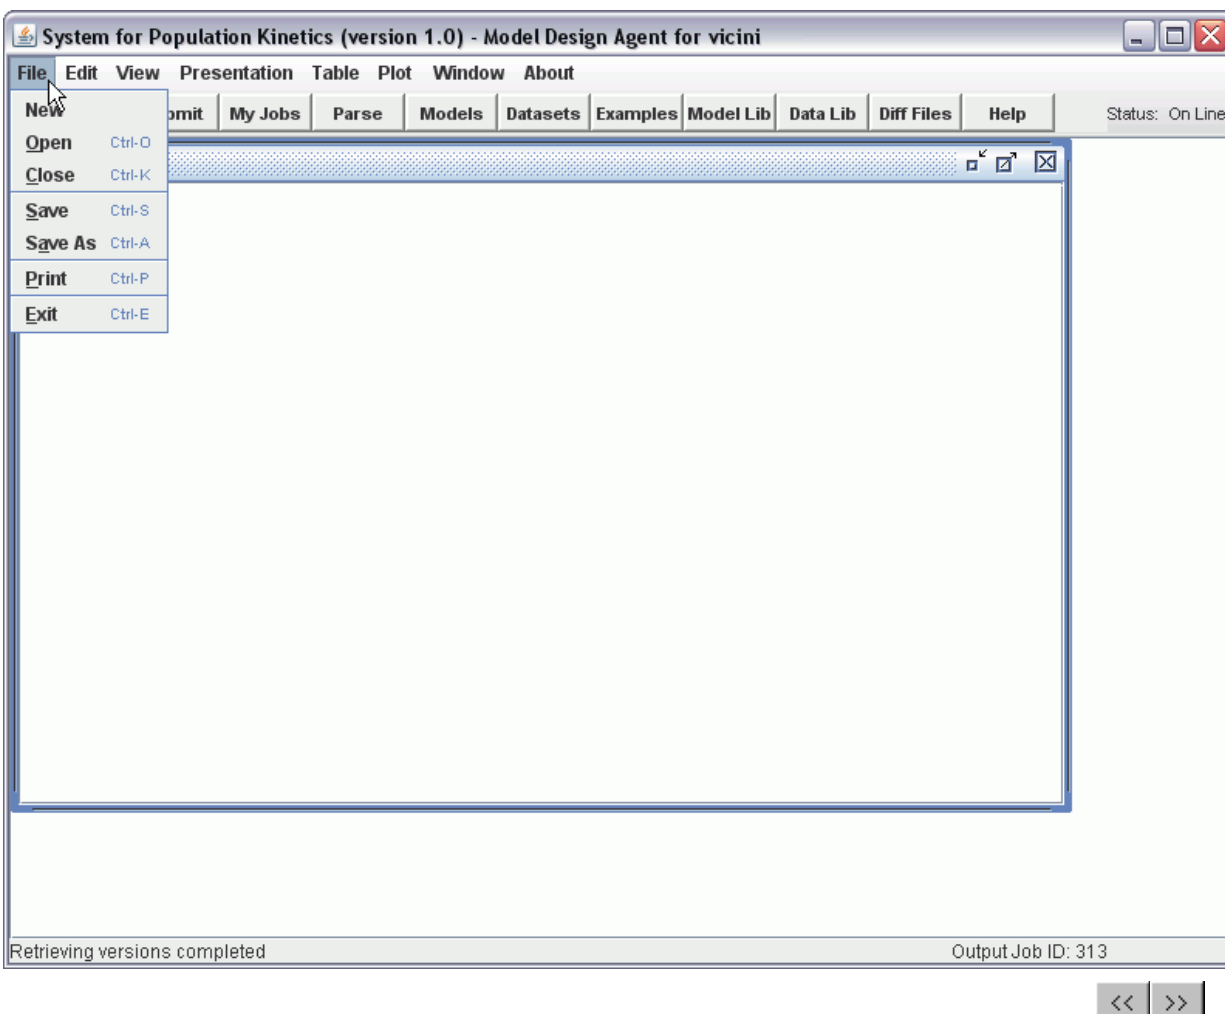 System for Population Kinetics (version 1.0) - Model Design Agent for vicini
File Edit View Presentation Table Plot Window About
New
Open Ctrl-O
Close Ctrl-K
Save Ctrl-S
Save As Ctrl-A
Print Ctrl-P
Exit Ctrl-E
bmit My Jobs Parse Models Datasets Examples Model Lib Data Lib Diff Files Help Status: On Line
Retrieving versions completed Output Job ID: 313
<< >>